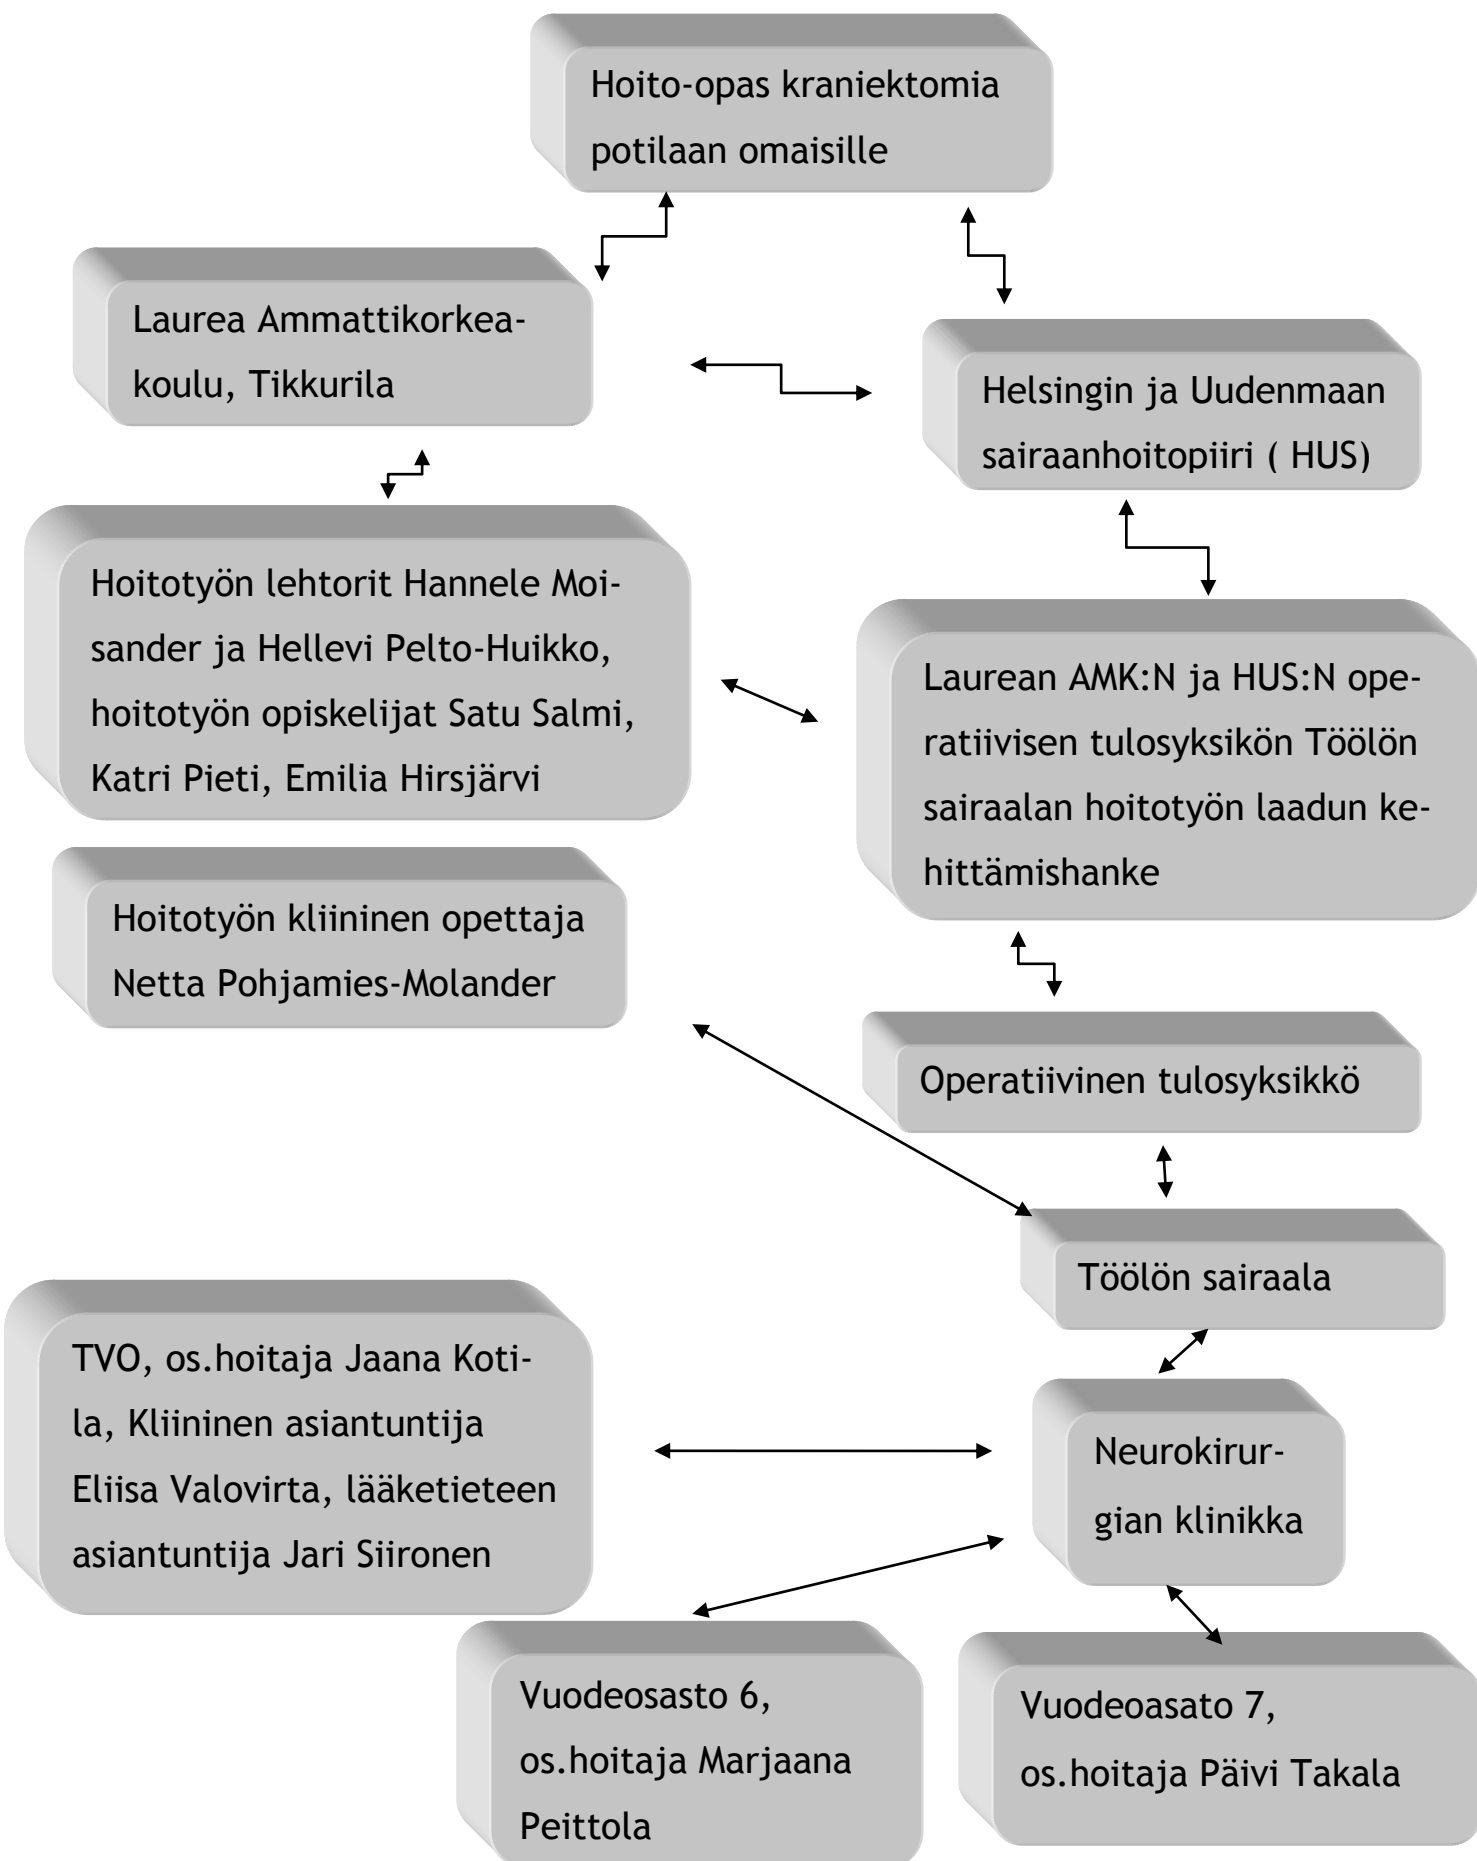 Hoito-opas kraniektomia
potilaan omaisille
Laurea Ammattikorkea-
koulu, Tikkurila
Helsingin ja Uudenmaan
sairaanhoitopiiri ( HUS)
Hoitotyön lehtorit Hannele Moi-
sander ja Hellevi Pelto-Huikko,
hoitotyön opiskelijat Satu Salmi,
Katri Pieti, Emilia Hirsjärvi
Laurean AMK:N ja HUS:N ope-
ratiivisen tulosyksikön Töölön
sairaalan hoitotyön laadun ke-
hittämishanke
Hoitotyön kliininen opettaja
Netta Pohjamies-Molander
Operatiivinen tulosyksikkö
Töölön sairaala
TVO, os.hoitaja Jaana Koti-
la, Kliininen asiantuntija
Eliisa Valovirta, lääketieteen
asiantuntija Jari Siironen
Neurokirur-
gian klinikka
Vuodeosasto 6,
os.hoitaja Marjaana
Peittola
Vuodeoasato 7,
os.hoitaja Päivi Takala